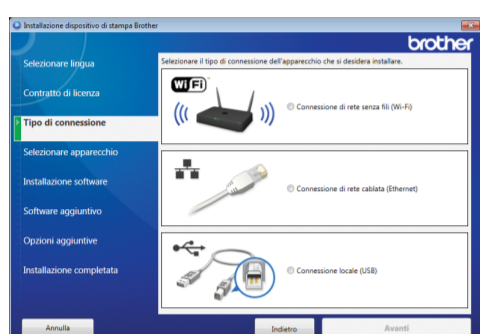 Installazione dispositivo di stampa Brother
brother
Selezionare lingua
Contratto di licenza
Tipo di connessione
Selezionare apparecchio
Installazione software
Software aggiuntivo
Opzioni aggiuntive
Installazione completata
Selezionare il tipo di connessione dell'apparecchio che si desidera installare.
Wi Fi
Connessione di rete senza fili (Wi-Fi)
Connessione di rete cablata (Ethernet)
Connessione locale (USB)
Annulla
Indietro
Avanti